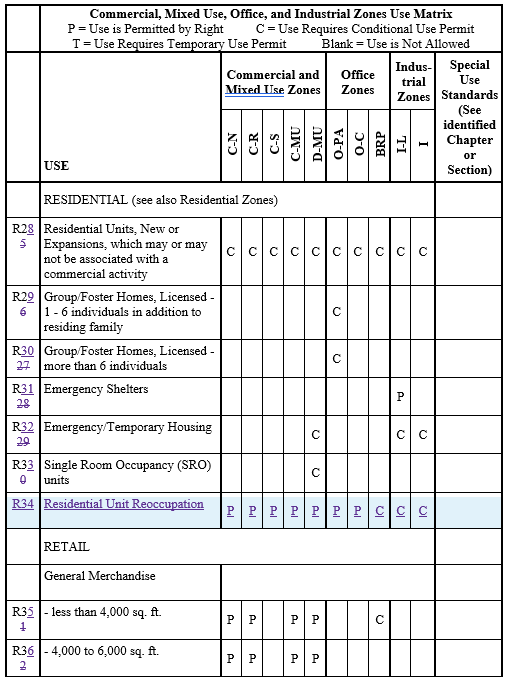 Commercial, Mixed Use, Office, and Industrial Zones Use Matrix
P = Use is Permitted by Right C = Use Requires Conditional Use Permit
T = Use Requires Temporary Use Permit Blank = Use is Not Allowed
USE
Commercial and
Mixed Use Zones
Office
Zones
Indus-
trial
Zones
Special
Use
Standards
(See
identified
Chapter
or
Section)
C-N C-R C-S C-MU D-MU O-PA O-C BRP I-L I
RESIDENTIAL (see also Residential Zones)
R28
5
Residential Units, New or
Expansions, which may or may
not be associated with a
commercial activity
C C C C C C C C C C
R29
6
Group/Foster Homes, Licensed -
1 - 6 individuals in addition to
residing family
C
R30
27
Group/Foster Homes, Licensed -
more than 6 individuals
C
R31
28
Emergency Shelters
P
R32
29
Emergency/Temporary Housing
C C C
R33
0
Single Room Occupancy (SRO)
units
C
R34 Residential Unit Reoccupation
P P P P P P P C C C
RETAIL
General Merchandise
R35
1
- less than 4,000 sq. ft.
P P P P C
R36
2
- 4,000 to 6,000 sq. ft.
P P P P